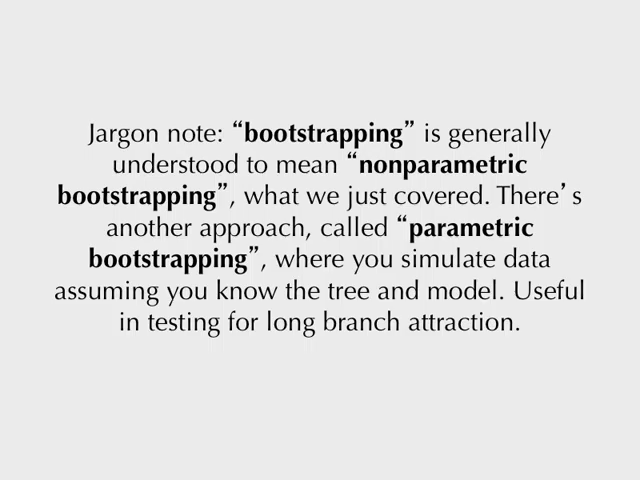 Jargon note: “bootstrapping” is generally
understood to mean “nonparametric
bootstrapping”, what we just covered. There’s
another approach, called “parametric
bootstrapping”, where you simulate data
assuming you know the tree and model. Useful
in testing for long branch attraction.